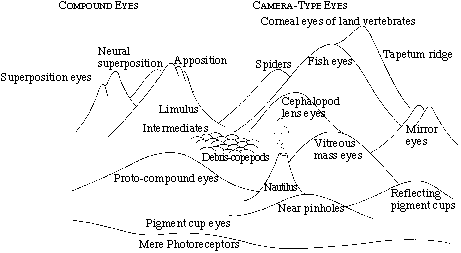 COMPOUND EYES
CAMERA-TYPE EYES
Corneal eyes of land vertebrates
Neural
superposition
Apposition
Tapetum ridge
Superposition eyes
Spiders
Fish eyes
Limulus
Cephalopod
lens eyes
Intermediates
Mirror
eyes
Debris-copepods
Vitreous
mass eyes
Proto-compound eyes
Nautilus
Reflecting
pigment cups
Near pinholes
Pigment cup eyes
Mere Photoreceptors